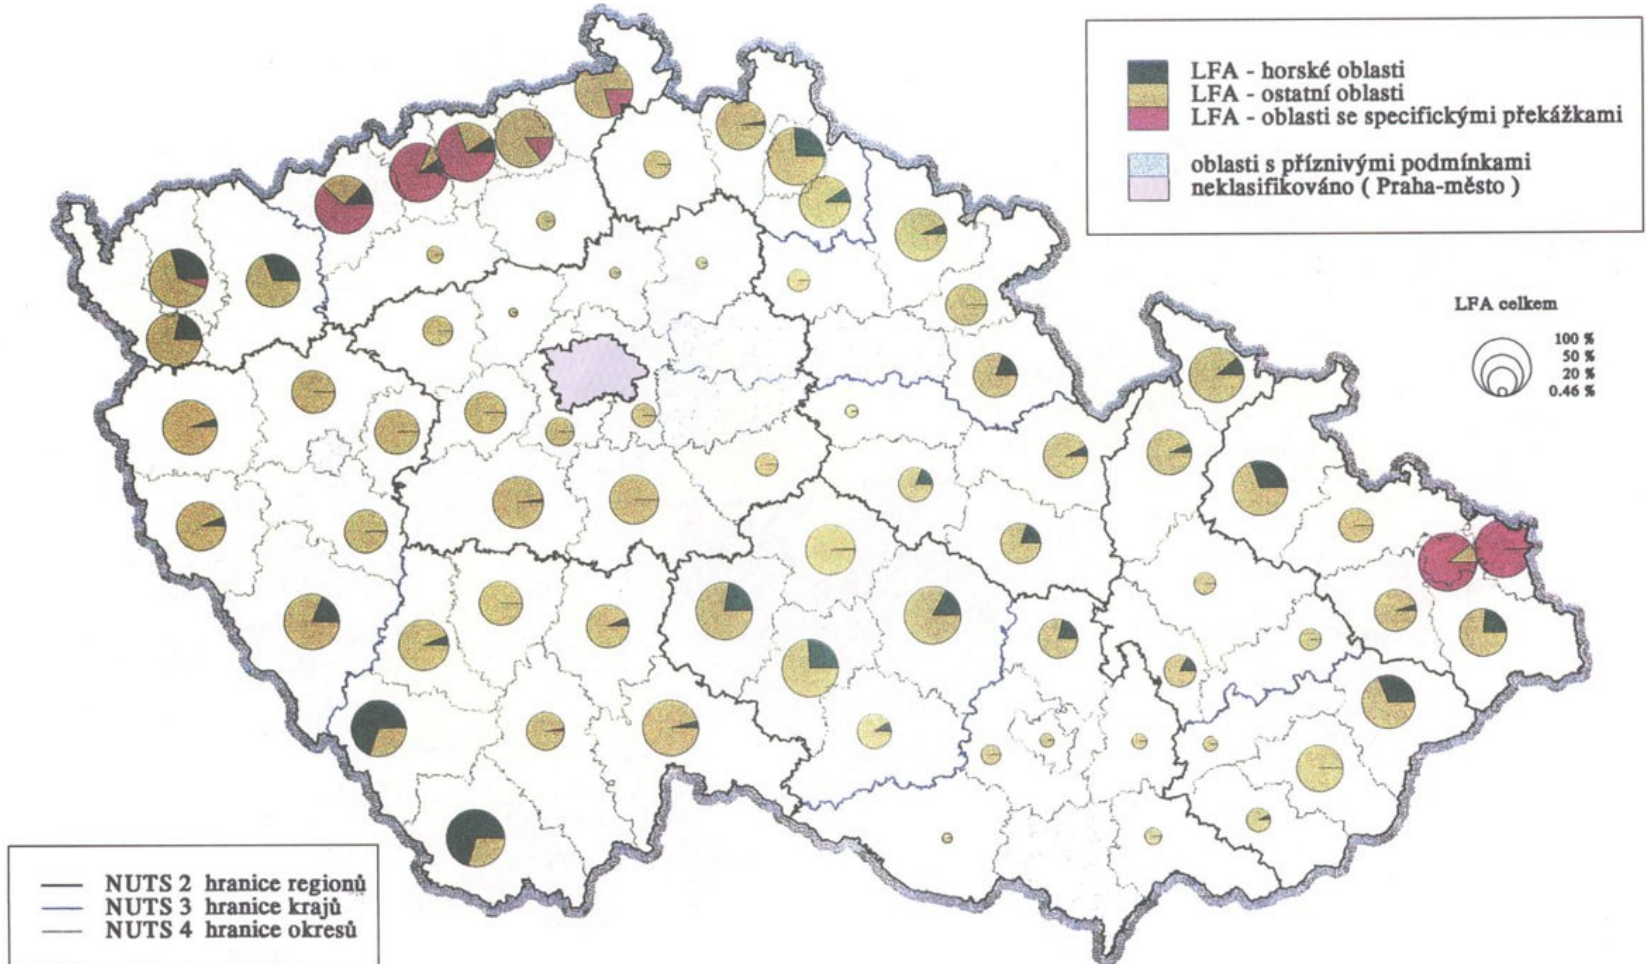 LFA - horské oblasti
LFA - ostatní oblasti
LFA - oblasti se specifickými překážkami
oblasti s příznivými podmínkami
neklasifikováno ( Praha-město )
LFA celkem
100 %
50 %
20 %
0.46 %
NUTS 2 hranice regionů
NUTS 3 hranice krajů
NUTS 4 hranice okresů